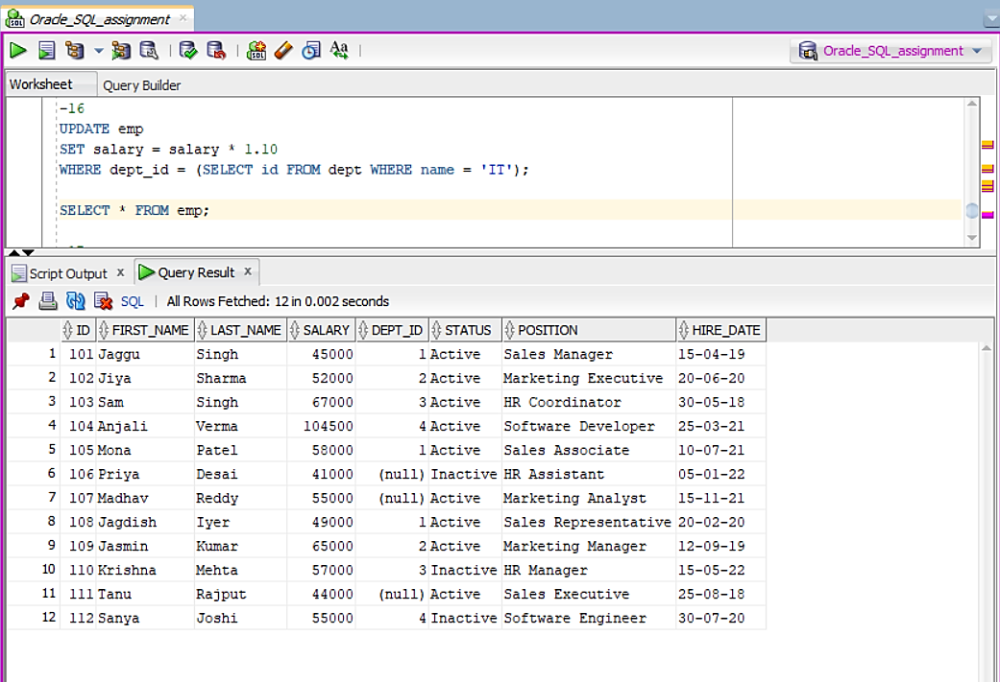 Oracle_SQL_assignment
Oracle_SQL_assignment
Worksheet Query Builder
-16
UPDATE emp
SET salary = salary * 1.10
WHERE dept_id = (SELECT id FROM dept WHERE name = 'IT');
SELECT * FROM emp;
Script Output x Query Result x
SQL | All Rows Fetched: 12 in 0.002 seconds
ID FIRST_NAME LAST_NAME SALARY DEPT_ID STATUS POSITION HIRE_DATE
1 101 Jaggu Singh 45000 1 Active Sales Manager 15-04-19
2 102 Jiya Sharma 52000 2 Active Marketing Executive 20-06-20
3 103 Sam Singh 67000 3 Active HR Coordinator 30-05-18
4 104 Anjali Verma 104500 4 Active Software Developer 25-03-21
5 105 Mona Patel 58000 1 Active Sales Associate 10-07-21
6 106 Priya Desai 41000 (null) Inactive HR Assistant 05-01-22
7 107 Madhav Reddy 55000 (null) Active Marketing Analyst 15-11-21
8 108 Jagdish Iyer 49000 1 Active Sales Representative 20-02-20
9 109 Jasmin Kumar 65000 2 Active Marketing Manager 12-09-19
10 110 Krishna Mehta 57000 3 Inactive HR Manager 15-05-22
11 111 Tanu Rajput 44000 (null) Active Sales Executive 25-08-18
12 112 Sanya Joshi 55000 4 Inactive Software Engineer 30-07-20